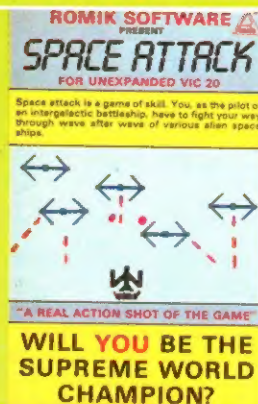 ROMIK SOFTWARE
PRESENT
SPACE ATTACK
FOR UNEXPANDED VIC 20
Space attack is a game of skill. You, as the pilot of
an intergalectic battleship, have to fight your way
through wave after wave of various alien space
ships.
"A REAL ACTION SHOT OF THE GAME"
WILL YOU BE THE
SUPREME WORLD
CHAMPION?